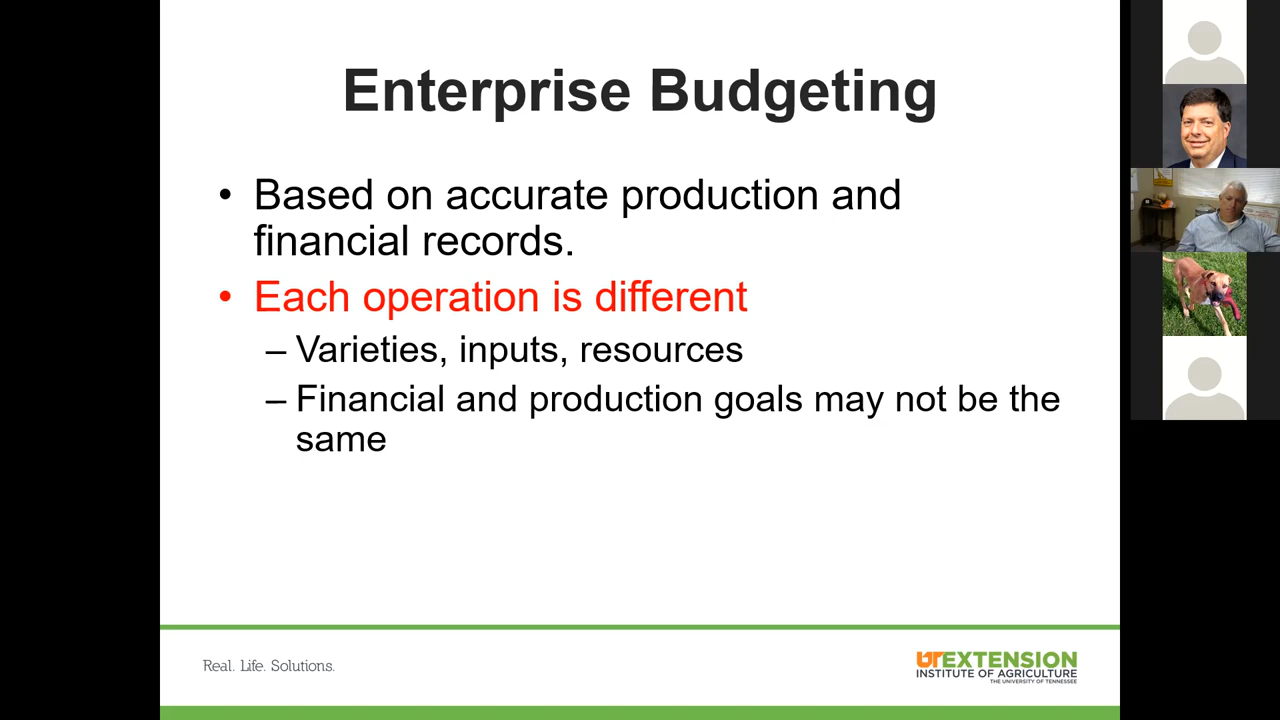 Enterprise Budgeting
• Based on accurate production and
financial records.
• Each operation is different
– Varieties, inputs, resources
– Financial and production goals may not be the
same
Real. Life. Solutions.
UTEXTENSION
INSTITUTE OF AGRICULTURE
THE UNIVERSITY OF TENNESSEE